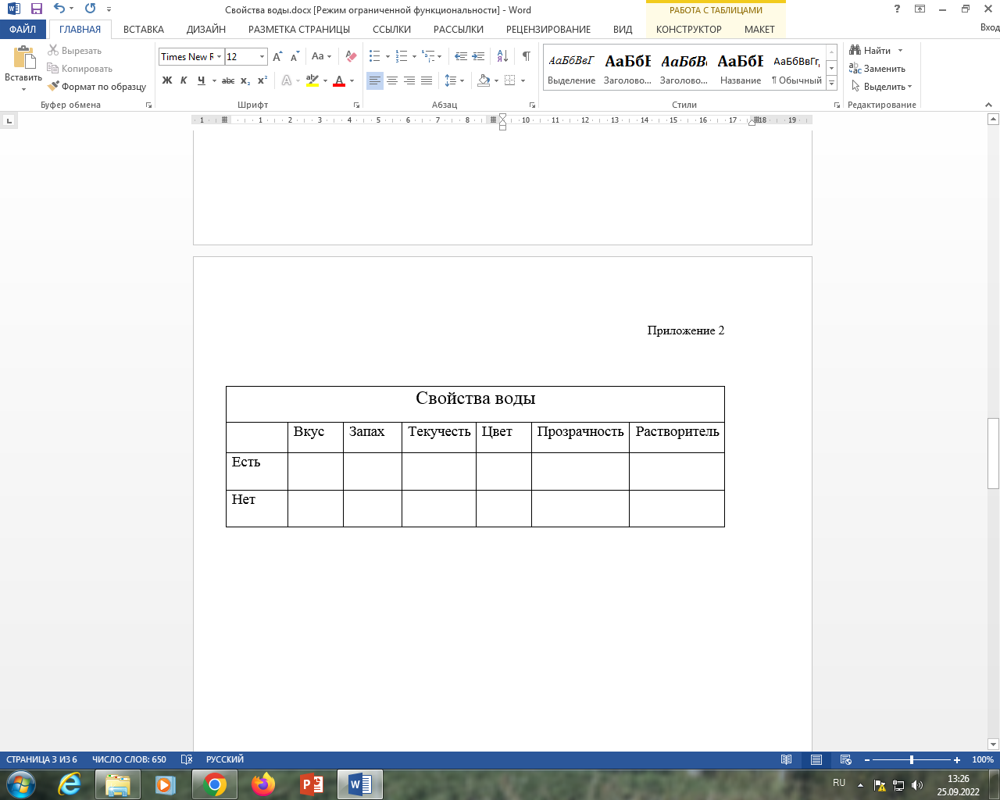 Свойства воды.docx [Режим ограниченной функциональности] - Word
РАБОТА С ТАБЛИЦАМИ
?
ФАЙЛ ГЛАВНАЯ ВСТАВКА ДИЗАЙН РАЗМЕТКА СТРАНИЦЫ ССЫЛКИ РАССЫЛКИ РЕЦЕНЗИРОВАНИЕ ВИД КОНСТРУКТОР МАКЕТ Вход
Вставить
Вырезать
Копировать
Формат по образцу
Буфер обмена
Times New R 12
Ж К Ч abc x₂ x² A ab A
Aa
Шрифт
Абзац
АаБбВвГ АаБбЕ АаБбВ АаБбЕ АаБбВвГг,
Выделение Заголово... Заголово... Название ¶ Обычный
Стили
Найти
Заменить
Выделить
Редактирование
1 1 2 3 4 5 6 7 8 10 11 12 13 14 15 16 17 18 19
Приложение 2
Свойства воды
Вкус Запах Текучесть Цвет Прозрачность Растворитель
Есть
Нет
СТРАНИЦА 3 ИЗ 6 ЧИСЛО СЛОВ: 650 РУССКИЙ 100%
RU 13:26
25.09.2022